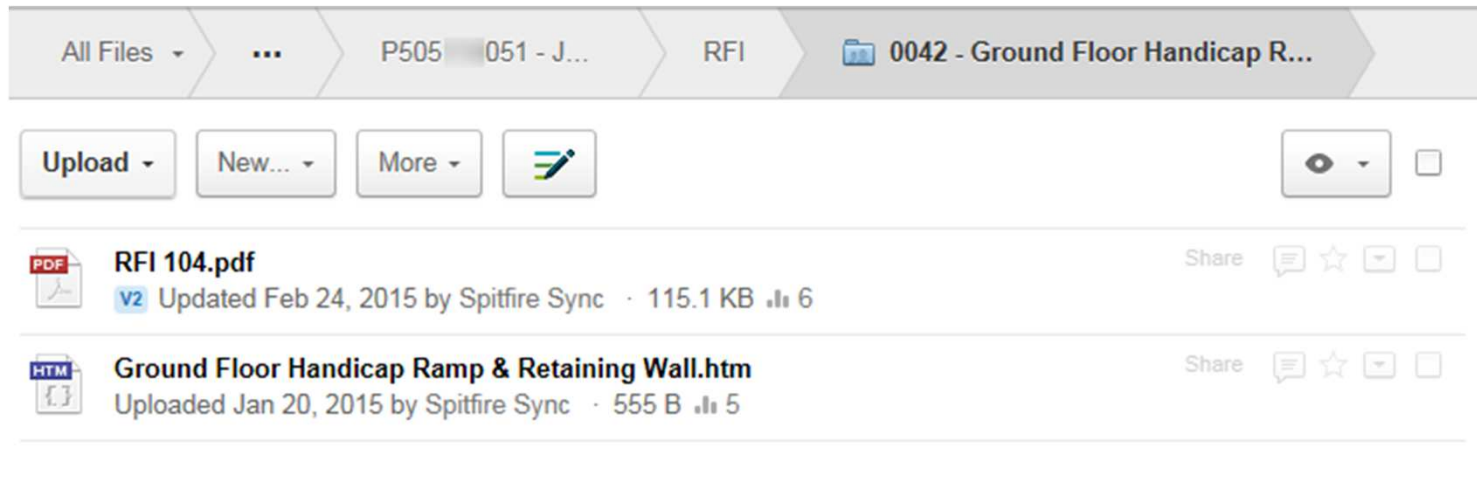 All Files ... P505 051 - J... RFI 0042 - Ground Floor Handicap R...
Upload New... More
PDF RFI 104.pdf Share
V2 Updated Feb 24, 2015 by Spitfire Sync · 115.1 KB 6
HTM Ground Floor Handicap Ramp & Retaining Wall.htm Share
{} Uploaded Jan 20, 2015 by Spitfire Sync · 555 B 5